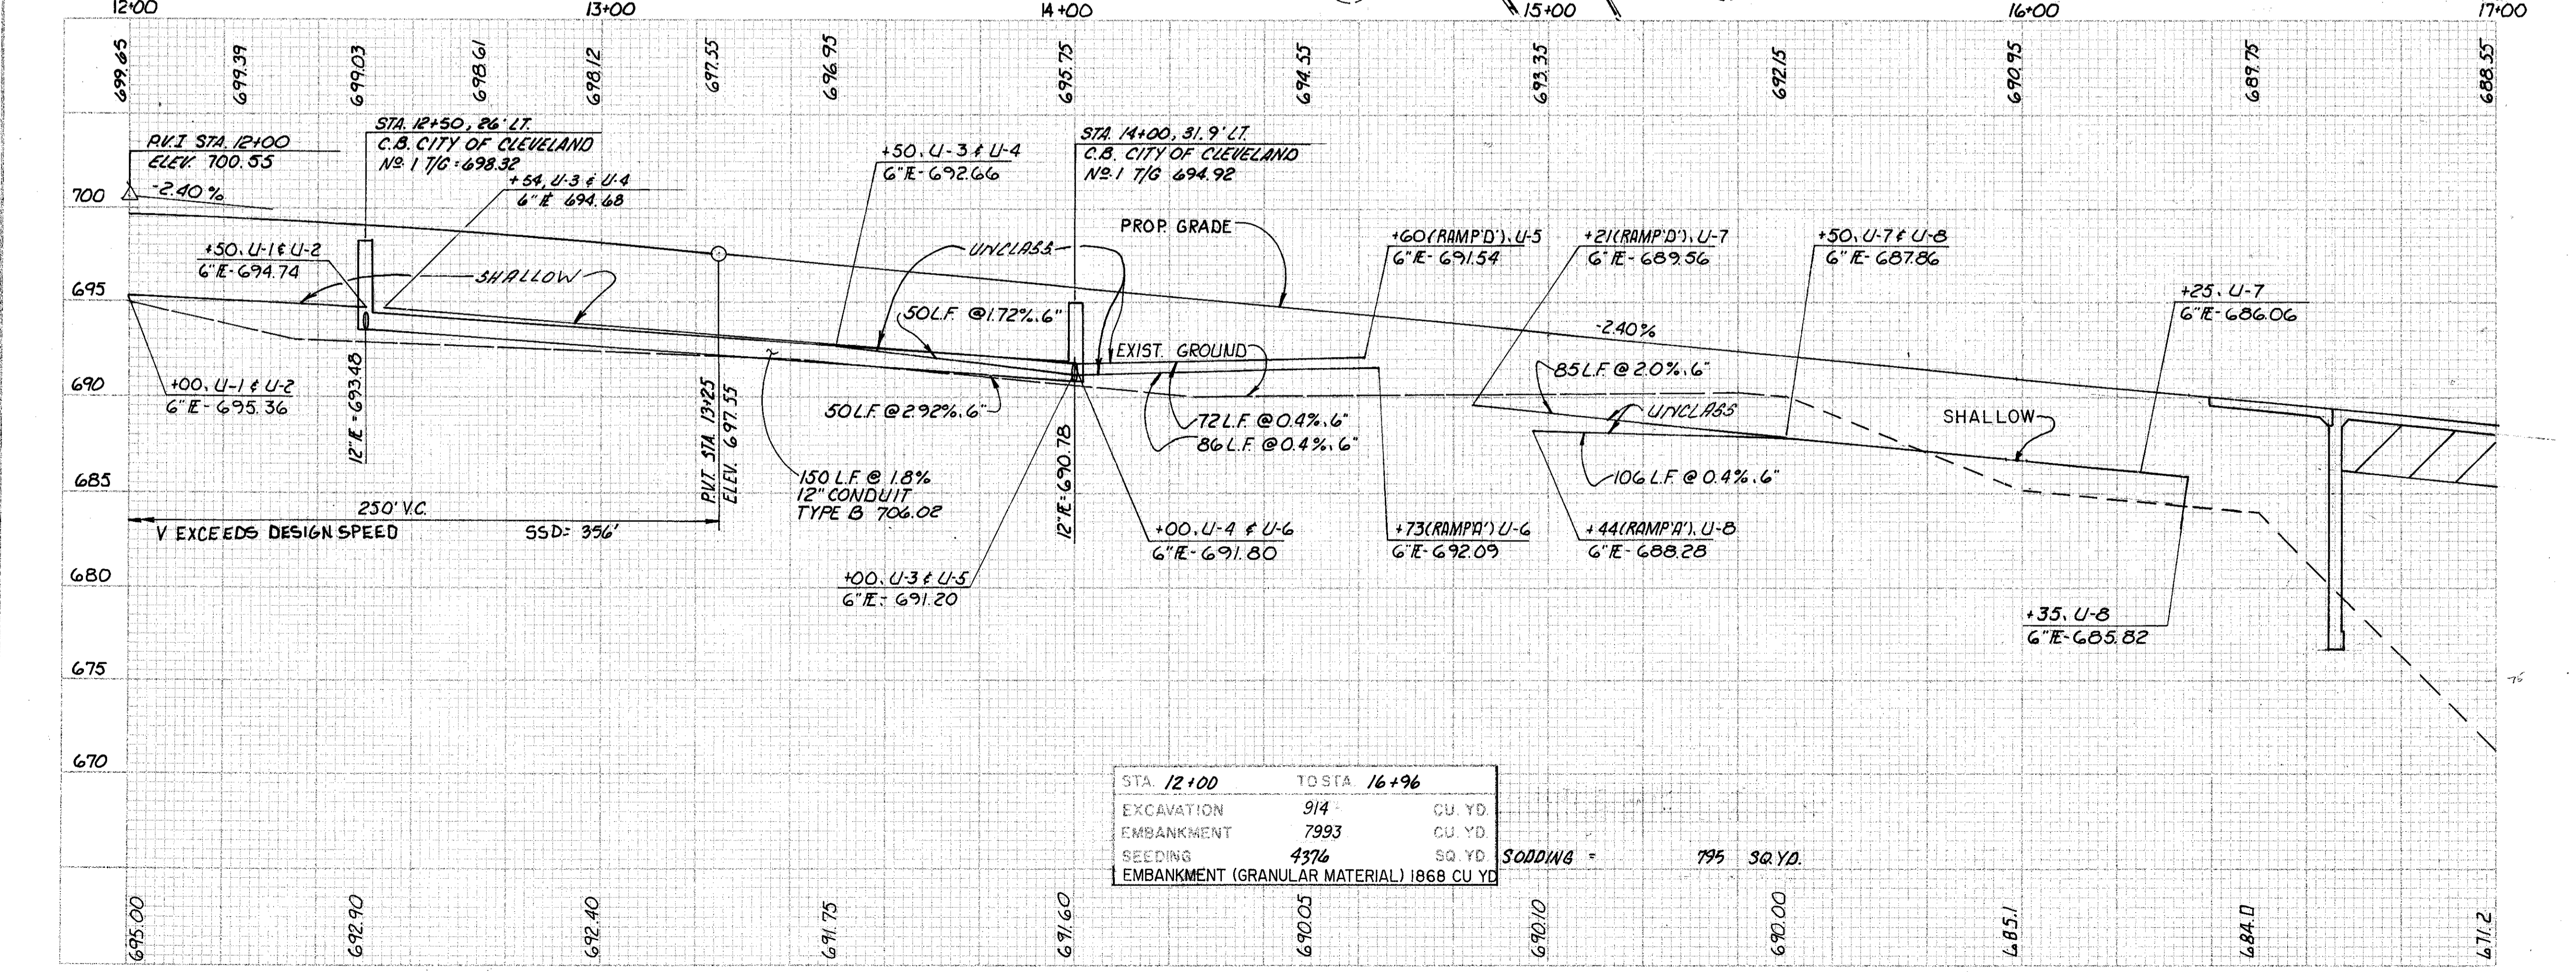 12+00 13+00 14+00 15+00 16+00 17+00
699.65 699.39 699.03 698.61 698.12 697.55 696.95 695.75 694.55 693.35 692.15 690.95 689.75 688.55
P.V.I STA. 12+00
ELEV. 700.55
-2.40%
STA. 12+50, 26' LT.
C.B. CITY OF CLEVELAND
Nº 1 T/G = 698.32
+54, U-3 & U-4
6" IE 694.68
+50, U-3 & U-4
6" IE - 692.66
STA. 14+00, 31.9' LT.
C.B. CITY OF CLEVELAND
Nº 1 T/G 694.92
PROP. GRADE
+60 (RAMP 'D'), U-5
6" IE - 691.54
+21 (RAMP 'D'), U-7
6" IE - 689.56
+50, U-7 & U-8
6" IE - 687.86
+25, U-7
6" IE - 686.06
700
695
690
685
680
675
670
+50, U-1 & U-2
6" IE - 694.74
SHALLOW
UNCLASS.
50 L.F. @ 1.72%, 6"
EXIST. GROUND
-2.40%
+00, U-1 & U-2
6" IE - 695.36
12" IE = 693.48
P.V.T. STA. 13+25
ELEV. 697.55
50 L.F. @ 2.92%, 6"
12" IE = 690.78
72 L.F. @ 0.4%, 6"
86 L.F. @ 0.4%, 6"
85 L.F. @ 2.0%, 6"
UNCLASS
SHALLOW
106 L.F. @ 0.4%, 6"
150 L.F. @ 1.8%
12" CONDUIT
TYPE B 706.02
250' V.C.
V EXCEEDS DESIGN SPEED SSD = 356'
+00, U-4 & U-6
6" IE - 691.80
+73 (RAMP 'A') U-6
6" IE - 692.09
+44 (RAMP 'A'), U-8
6" IE - 688.28
+00, U-3 & U-5
6" IE - 691.20
+35, U-8
6" IE - 685.82
STA. 12+00 TO STA. 16+96
EXCAVATION 914 CU. YD.
EMBANKMENT 7993 CU. YD.
SEEDING 4376 SQ. YD. SODDING = 795 SQ. YD.
EMBANKMENT (GRANULAR MATERIAL) 1868 CU YD
695.00 692.90 692.40 691.75 691.60 690.05 690.10 690.00 685.1 684.0 671.2